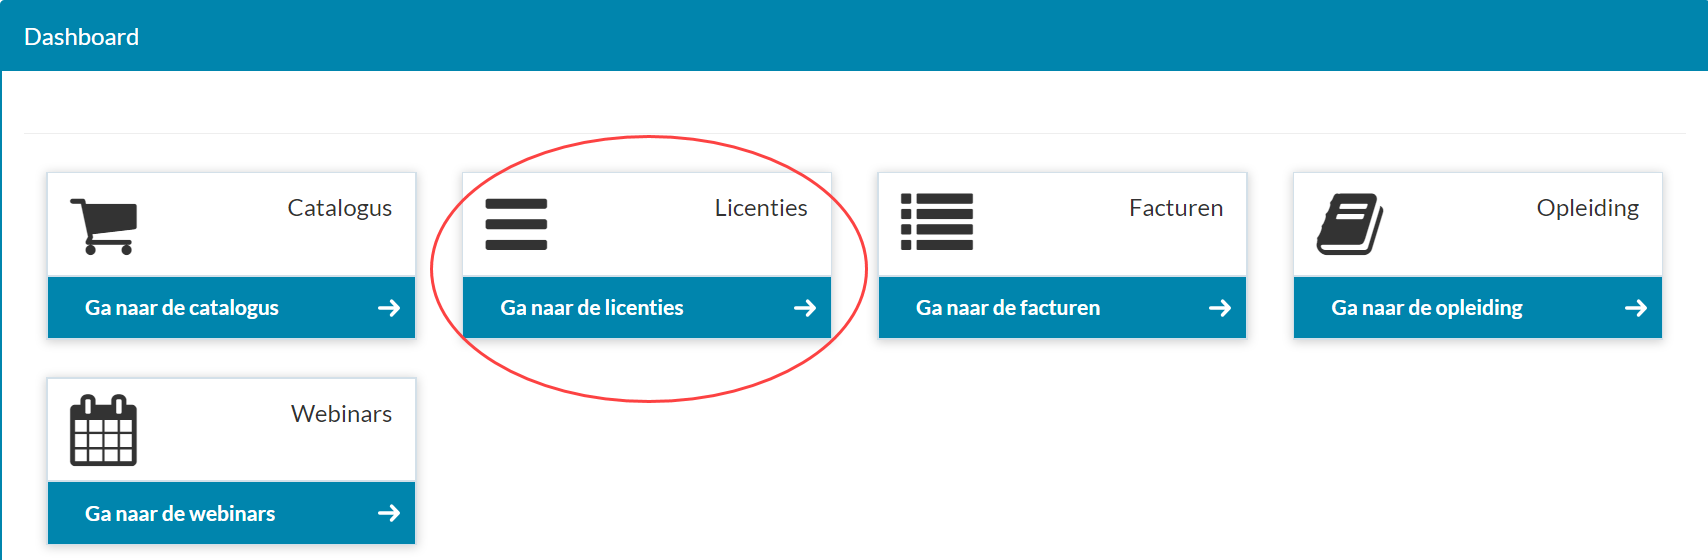 Dashboard
Catalogus
Ga naar de catalogus
Licenties
Ga naar de licenties
Facturen
Ga naar de facturen
Opleiding
Ga naar de opleiding
Webinars
Ga naar de webinars